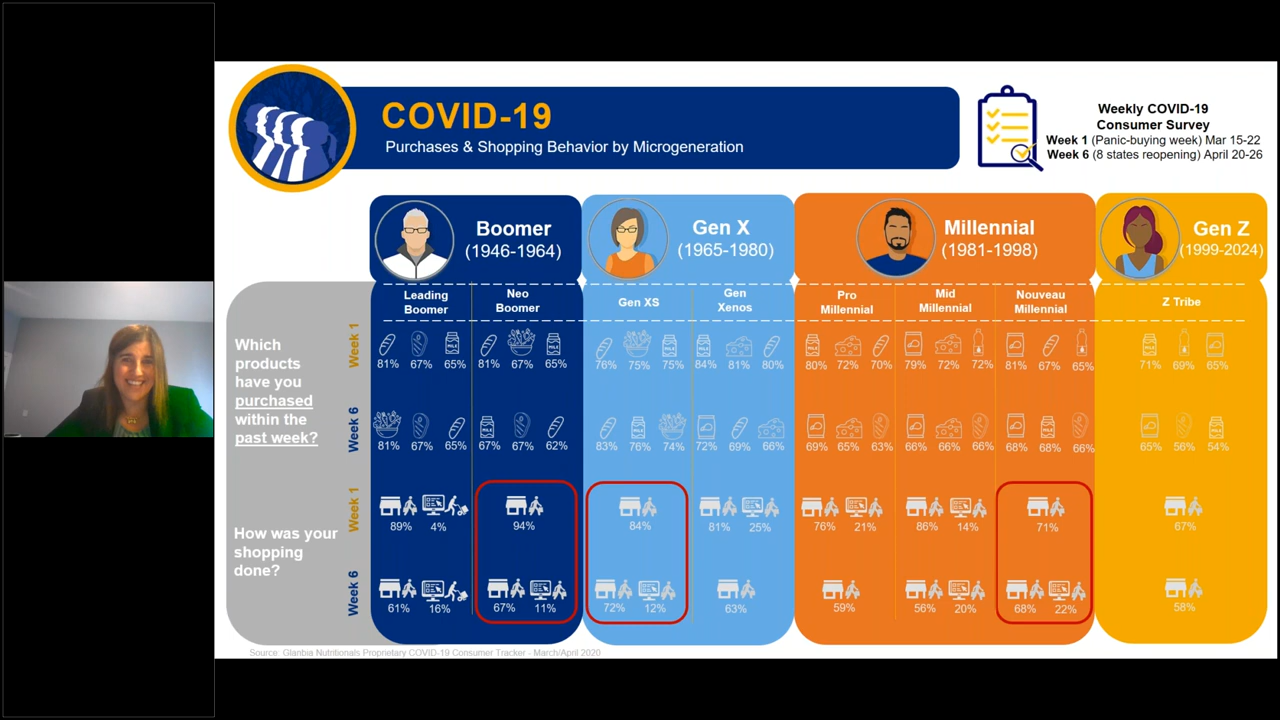 COVID-19
Purchases & Shopping Behavior by Microgeneration
Weekly COVID-19
Consumer Survey
Week 1 (Panic-buying week) Mar 15-22
Week 6 (8 states reopening) April 20-26
Boomer
(1946-1964)
Gen X
(1965-1980)
Millennial
(1981-1998)
Gen Z
(1999-2024)
Leading
Boomer
Neo
Boomer
Gen XS
Gen
Xenos
Pro
Millennial
Mid
Millennial
Nouveau
Millennial
Z Tribe
Which
products
have you
purchased
within the
past week?
Week 1
81% 67% 65% 81% 67% 65% 76% 75% 75% 84% 81% 80% 80% 72% 70% 79% 72% 72% 81% 67% 65% 71% 69% 65%
Week 6
81% 67% 65% 67% 67% 62% 83% 76% 74% 72% 69% 66% 69% 65% 63% 66% 66% 66% 68% 68% 66% 65% 56% 54%
How was your
shopping
done?
Week 1
89% 4% 94% 84% 81% 25% 76% 21% 86% 14% 71% 67%
Week 6
61% 16% 67% 11% 72% 12% 63% 59% 56% 20% 68% 22% 58%
Source: Glanbia Nutritionals Proprietary COVID-19 Consumer Tracker - March/April 2020